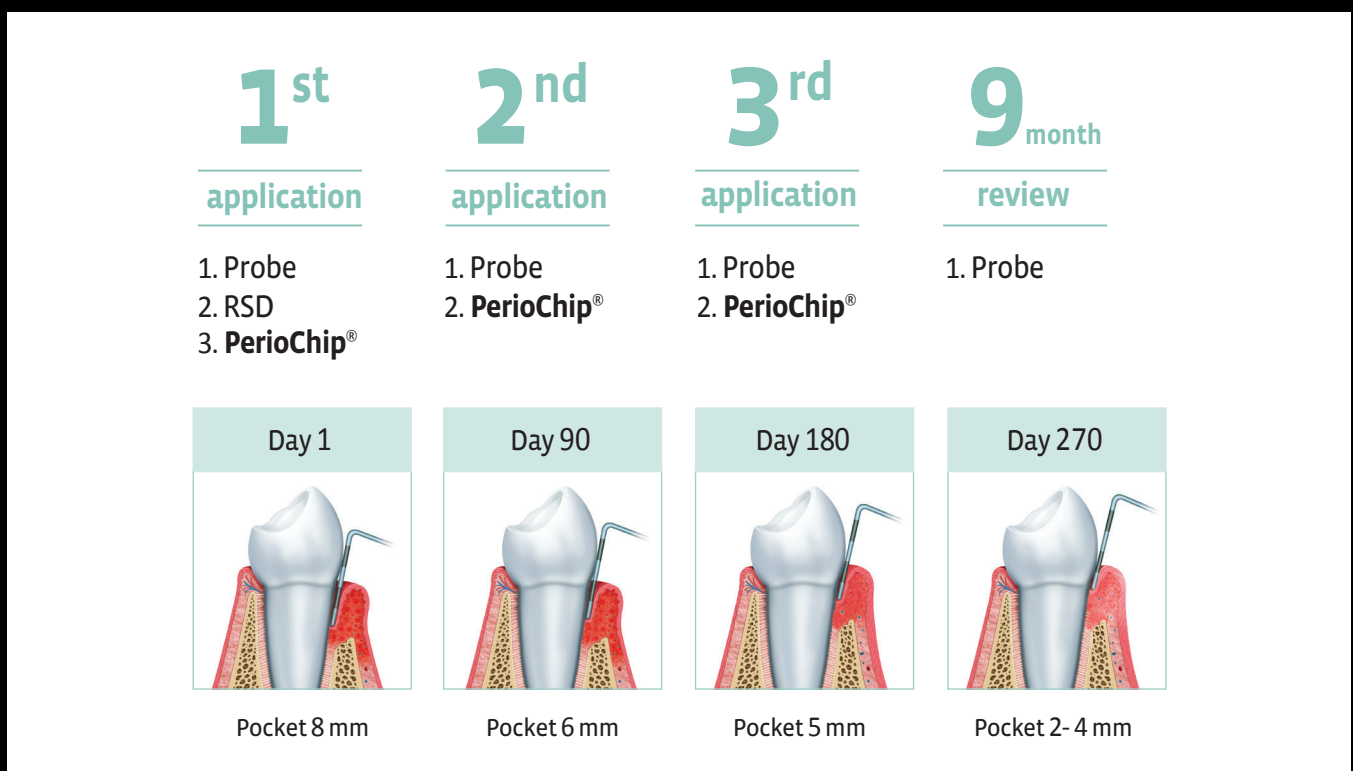 1st
application
1. Probe
2. RSD
3. PerioChip®
2nd
application
1. Probe
2. PerioChip®
3rd
application
1. Probe
2. PerioChip®
9 month
review
1. Probe
Day 1
Pocket 8 mm
Day 90
Pocket 6 mm
Day 180
Pocket 5 mm
Day 270
Pocket 2- 4 mm